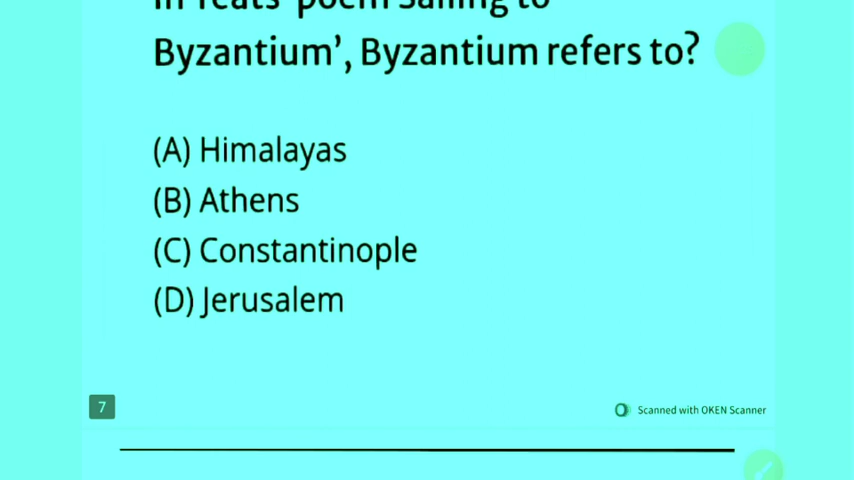 In Yeats' poem Sailing to
Byzantium', Byzantium refers to?
(A) Himalayas
(B) Athens
(C) Constantinople
(D) Jerusalem
7
Scanned with OKEN Scanner